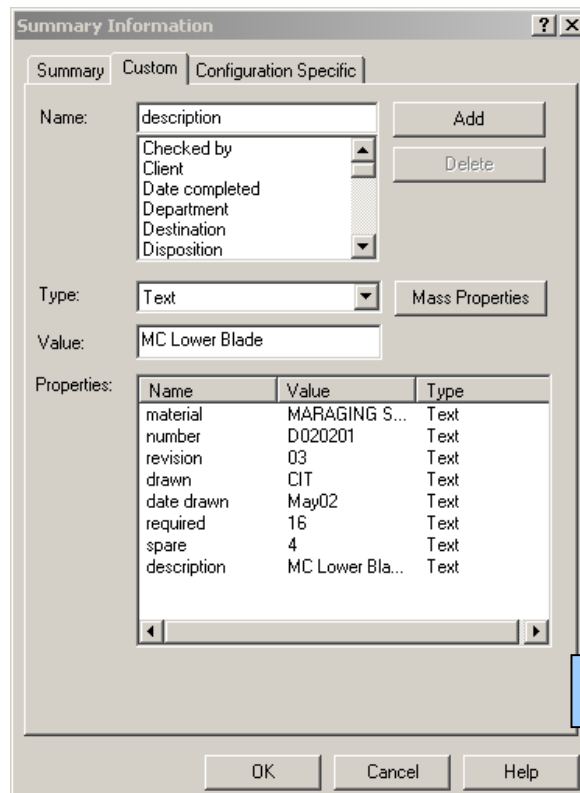 Summary Information
Summary Custom Configuration Specific
Name: description Add
Checked by
Client
Date completed
Department
Destination
Disposition
Delete
Type: Text Mass Properties
Value: MC Lower Blade
Properties:
Name Value Type
material MARAGING S... Text
number D020201 Text
revision 03 Text
drawn CIT Text
date drawn May02 Text
required 16 Text
spare 4 Text
description MC Lower Bla... Text
OK Cancel Help